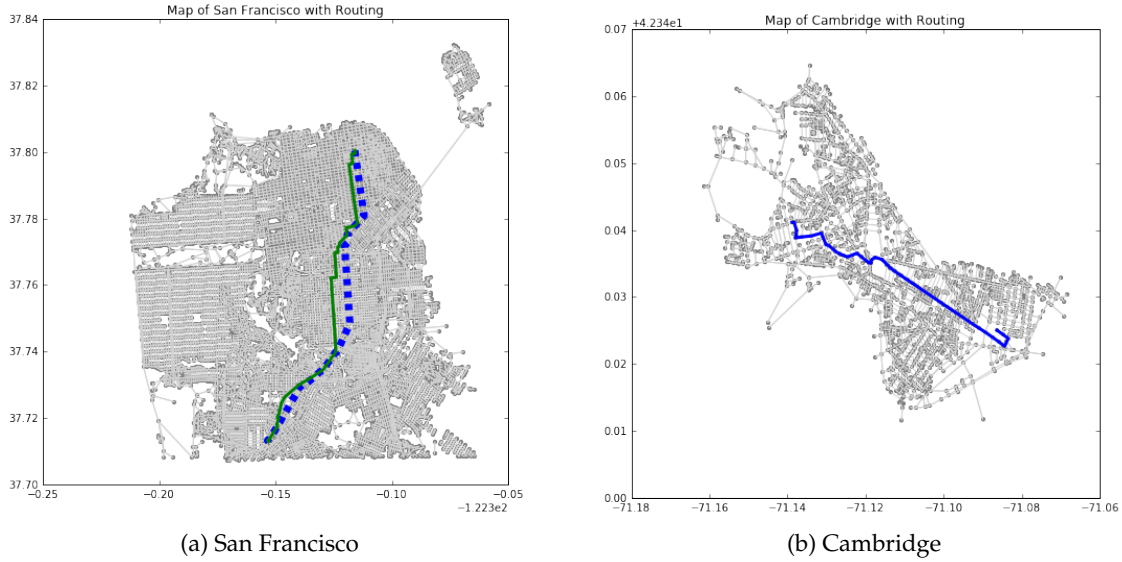 Map of San Francisco with Routing
37.84
37.82
37.80
37.78
37.76
37.74
37.72
37.70
−0.25 −0.20 −0.15 −0.10 −0.05
−1.223e2
(a) San Francisco
Map of Cambridge with Routing
+4.234e1
0.07
0.06
0.05
0.04
0.03
0.02
0.01
0.00
−71.18 −71.16 −71.14 −71.12 −71.10 −71.08 −71.06
(b) Cambridge